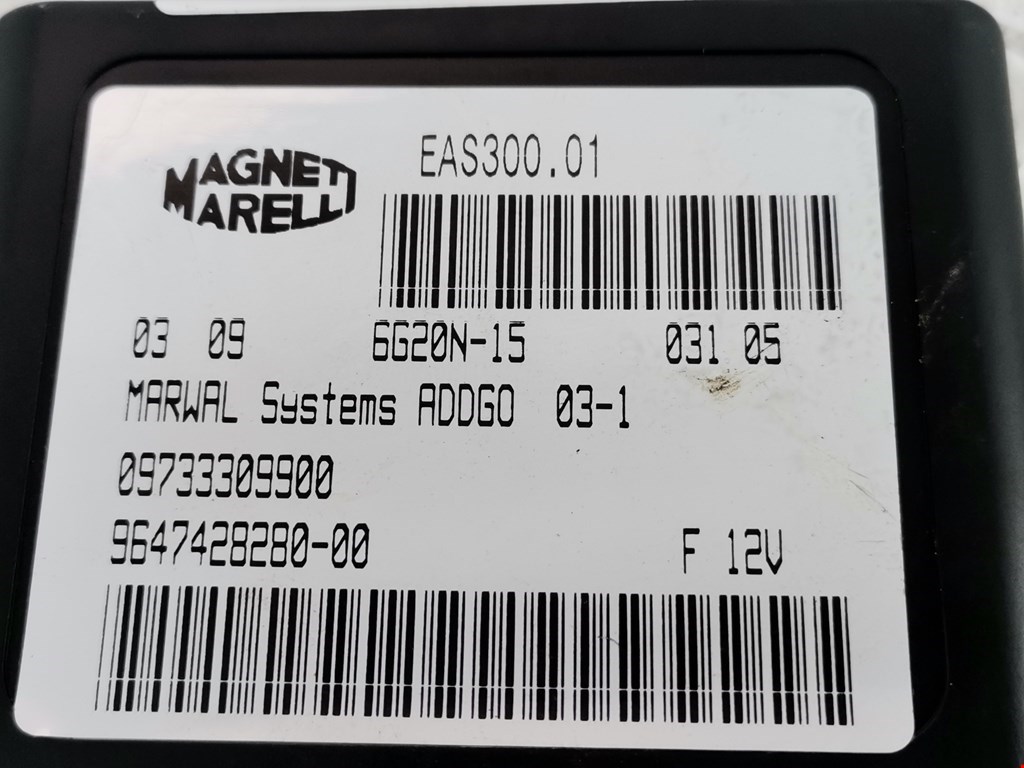 MAGNETI
MARELLI
EAS300.01
03 09 6G20N-15 031 05
MARWAL Systems ADDGO 03-1
09733309900
9647428280-00 F 12V